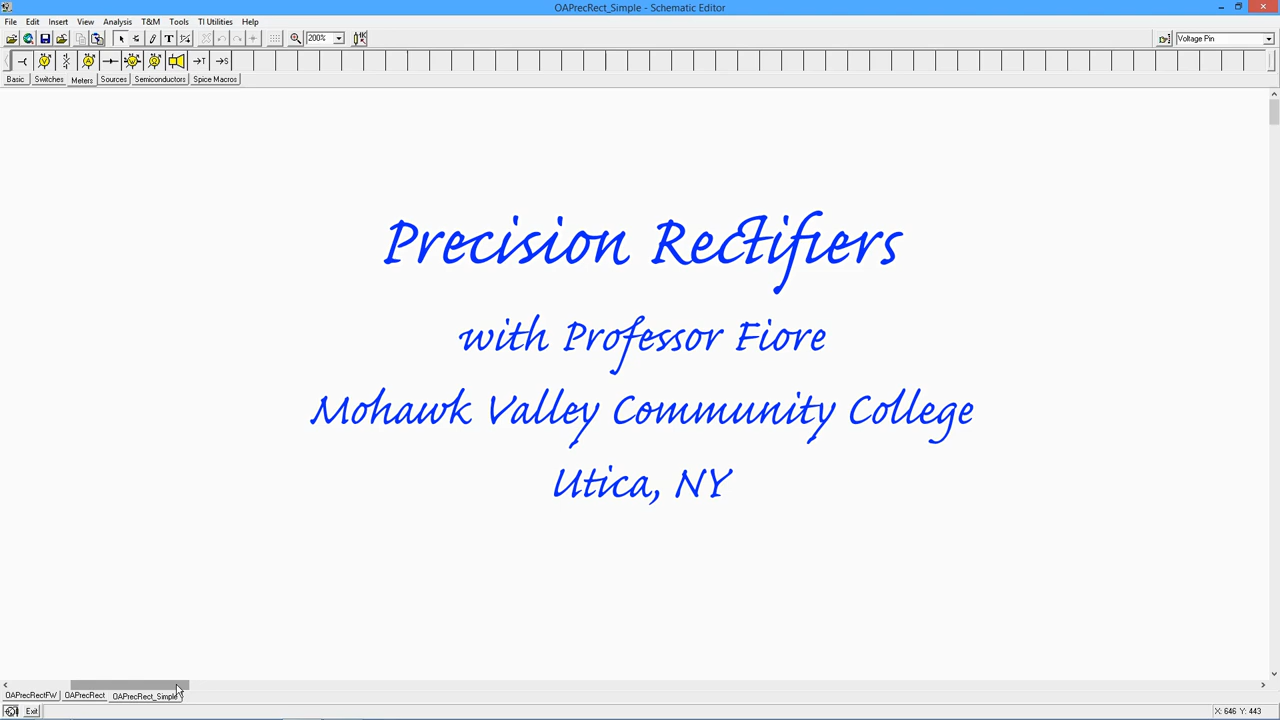 OAPrecRect_Simple - Schematic Editor
File Edit Insert View Analysis T&M Tools TI Utilities Help
200% Voltage Pin
Basic Switches Meters Sources Semiconductors Spice Macros
Precision Rectifiers
with Professor Fiore
Mohawk Valley Community College
Utica, NY
OAPrecRectFW OAPrecRect OAPrecRect_Simple
Exit X: 646 Y: 443